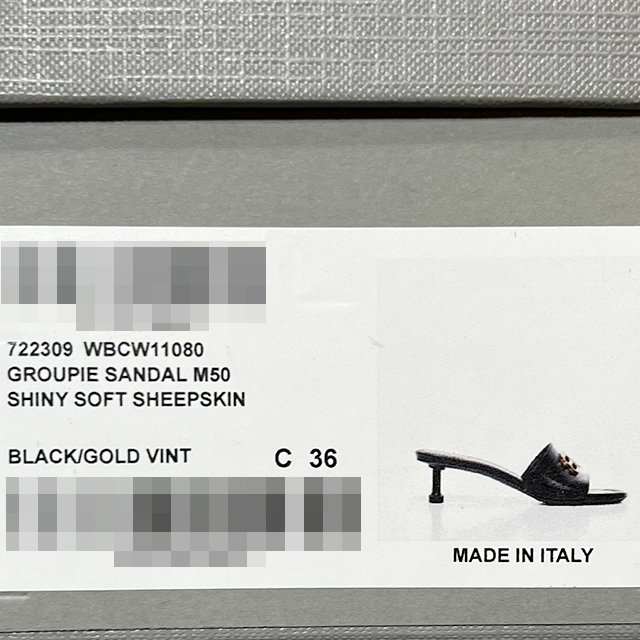 722309 WBCW11080
GROUPIE SANDAL M50
SHINY SOFT SHEEPSKIN
BLACK/GOLD VINT C 36
MADE IN ITALY